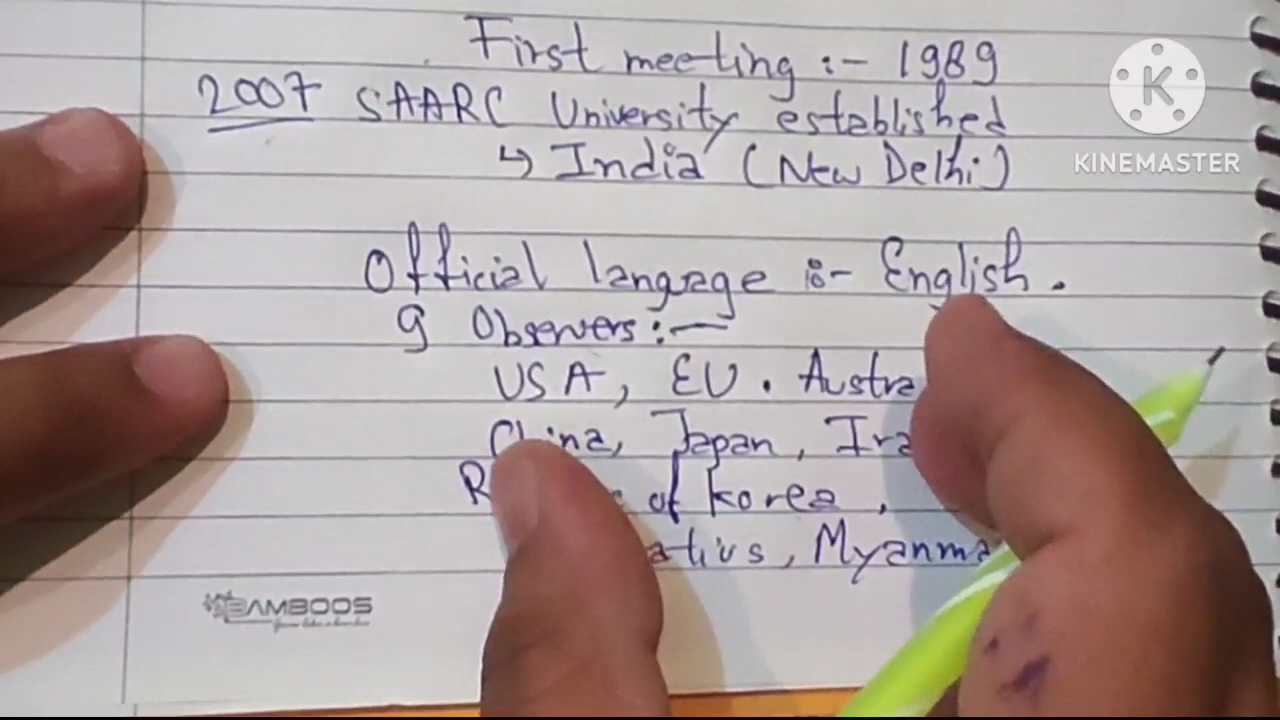 First meeting :- 1989
2007 SAARC University established
↳ India (New Delhi)
Official langage :- English.
9 Observers :-
USA, EU. Austra
China, Japan, Ira
of Korea,
Myanma
BAMBOOS
KINEMASTER